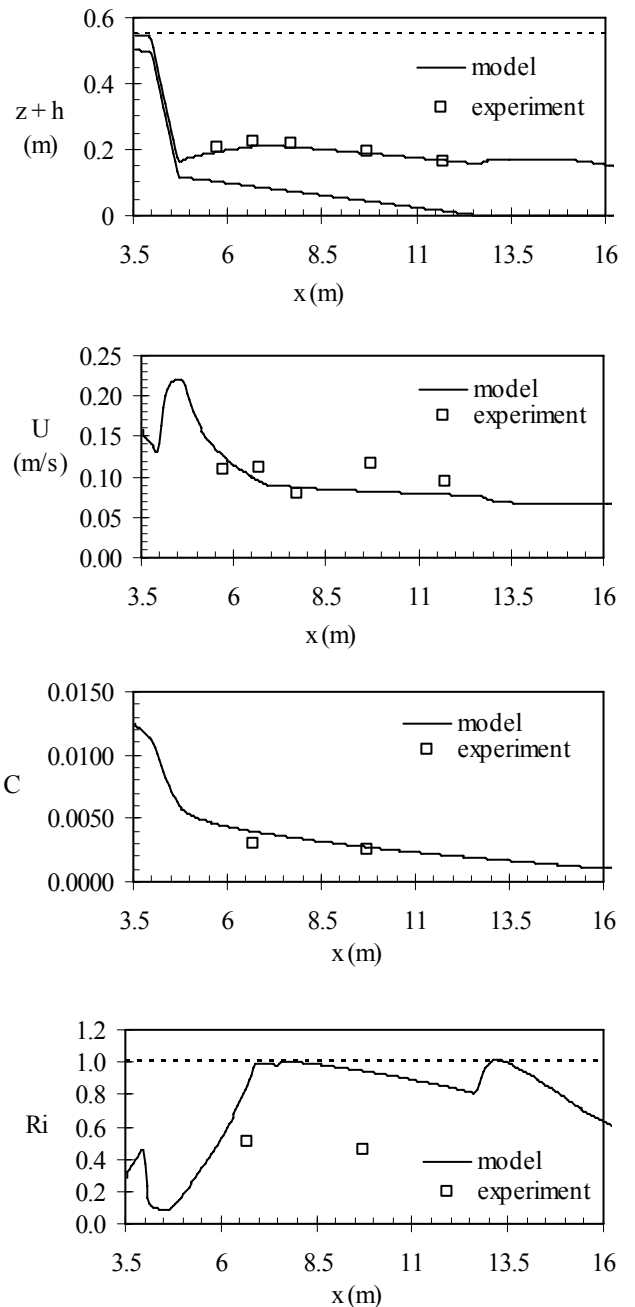 0.6
model
experiment
z + h
(m)
0.4
0.2
0
3.5 6 8.5 11 13.5 16
x (m)
0.25
model
experiment
0.20
U
(m/s)
0.15
0.10
0.05
0.00
3.5 6 8.5 11 13.5 16
x (m)
0.0150
model
experiment
0.0100
C
0.0050
0.0000
3.5 6 8.5 11 13.5 16
x (m)
1.2
1.0
0.8
Ri
0.6
0.4
model
experiment
0.2
0.0
3.5 6 8.5 11 13.5 16
x (m)